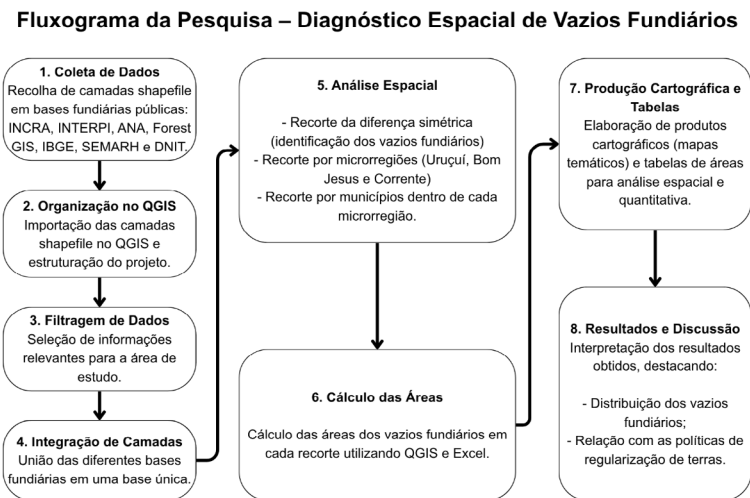 Fluxograma da Pesquisa – Diagnóstico Espacial de Vazios Fundiários
1. Coleta de Dados
Recolha de camadas shapefile
em bases fundiárias públicas:
INCRA, INTERPI, ANA, Forest
GIS, IBGE, SEMARH e DNIT.
2. Organização no QGIS
Importação das camadas
shapefile no QGIS e
estruturação do projeto.
3. Filtragem de Dados
Seleção de informações
relevantes para a área de
estudo.
4. Integração de Camadas
União das diferentes bases
fundiárias em uma base única.
5. Análise Espacial
- Recorte da diferença simétrica
(identificação dos vazios fundiários)
- Recorte por microrregiões (Uruçuí, Bom
Jesus e Corrente)
- Recorte por municípios dentro de cada
microrregião.
6. Cálculo das Áreas
Cálculo das áreas dos vazios fundiários em
cada recorte utilizando QGIS e Excel.
7. Produção Cartográfica e
Tabelas
Elaboração de produtos
cartográficos (mapas
temáticos) e tabelas de áreas
para análise espacial e
quantitativa.
8. Resultados e Discussão
Interpretação dos resultados
obtidos, destacando:
- Distribuição dos vazios
fundiários;
- Relação com as políticas de
regularização de terras.